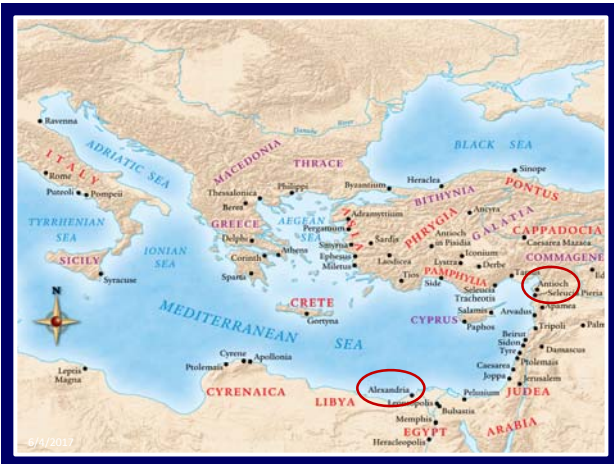 Ravenna
Danube River
BLACK SEA
ADRIATIC SEA
ITALY
Rome
Puteoli
Pompeii
MACEDONIA
THRACE
Sinope
Heraclea
PONTUS
Philippi
Byzantium
BITHYNIA
Thessalonica
Berea
Ancyra
TYRRHENIAN SEA
Adramyttium
AEGEAN SEA
ASIA
PHRYGIA
GALATIA
CAPPADOCIA
GREECE
Pergamum
Antioch in Pisidia
Caesarea Mazaca
Delphi
Smyrna
Sardis
IONIAN SEA
Iconium
COMMAGENE
SICILY
Athens
Ephesus
Laodicea
Lystra
Derbe
Corinth
Miletus
Syracuse
Sparta
Tios
PAMPHYLIA
Side
Seleucia Tracheotis
Antioch
Seleucia Pieria
N
CRETE
Gortyna
Salamis
Arvadus
Apamea
MEDITERRANEAN SEA
CYPRUS
Paphos
Tripoli
Palm
Beirut
Sidon
Damascus
Cyrene
Apollonia
Tyre
Ptolemais
Lepcis Magna
Ptolemais
Caesarea
Joppa
Jerusalem
Alexandria
CYRENAICA
LIBYA
Pelusium
JUDEA
Bubastis
Memphis
EGYPT
ARABIA
Heracleopolis
6/4/2017